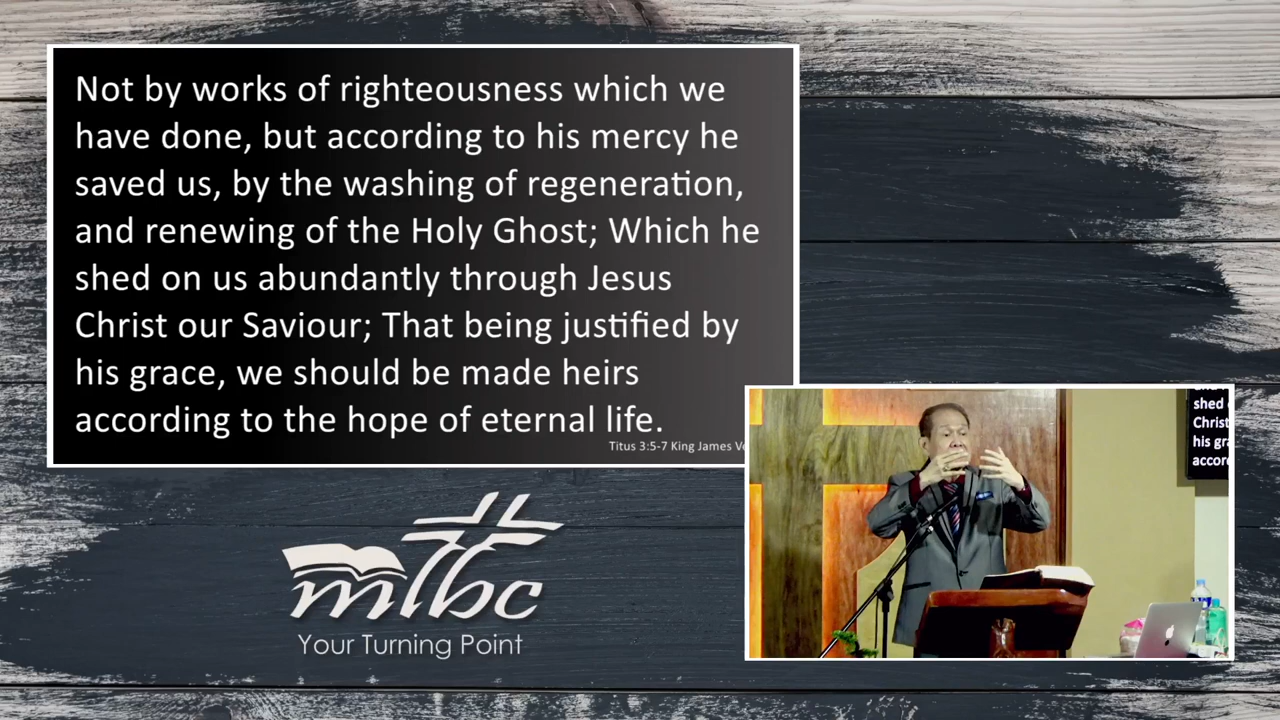 Not by works of righteousness which we
have done, but according to his mercy he
saved us, by the washing of regeneration,
and renewing of the Holy Ghost; Which he
shed on us abundantly through Jesus
Christ our Saviour; That being justified by
his grace, we should be made heirs
according to the hope of eternal life.
Titus 3:5-7 King James
mlbc
Your Turning Point
shed
Christ
his